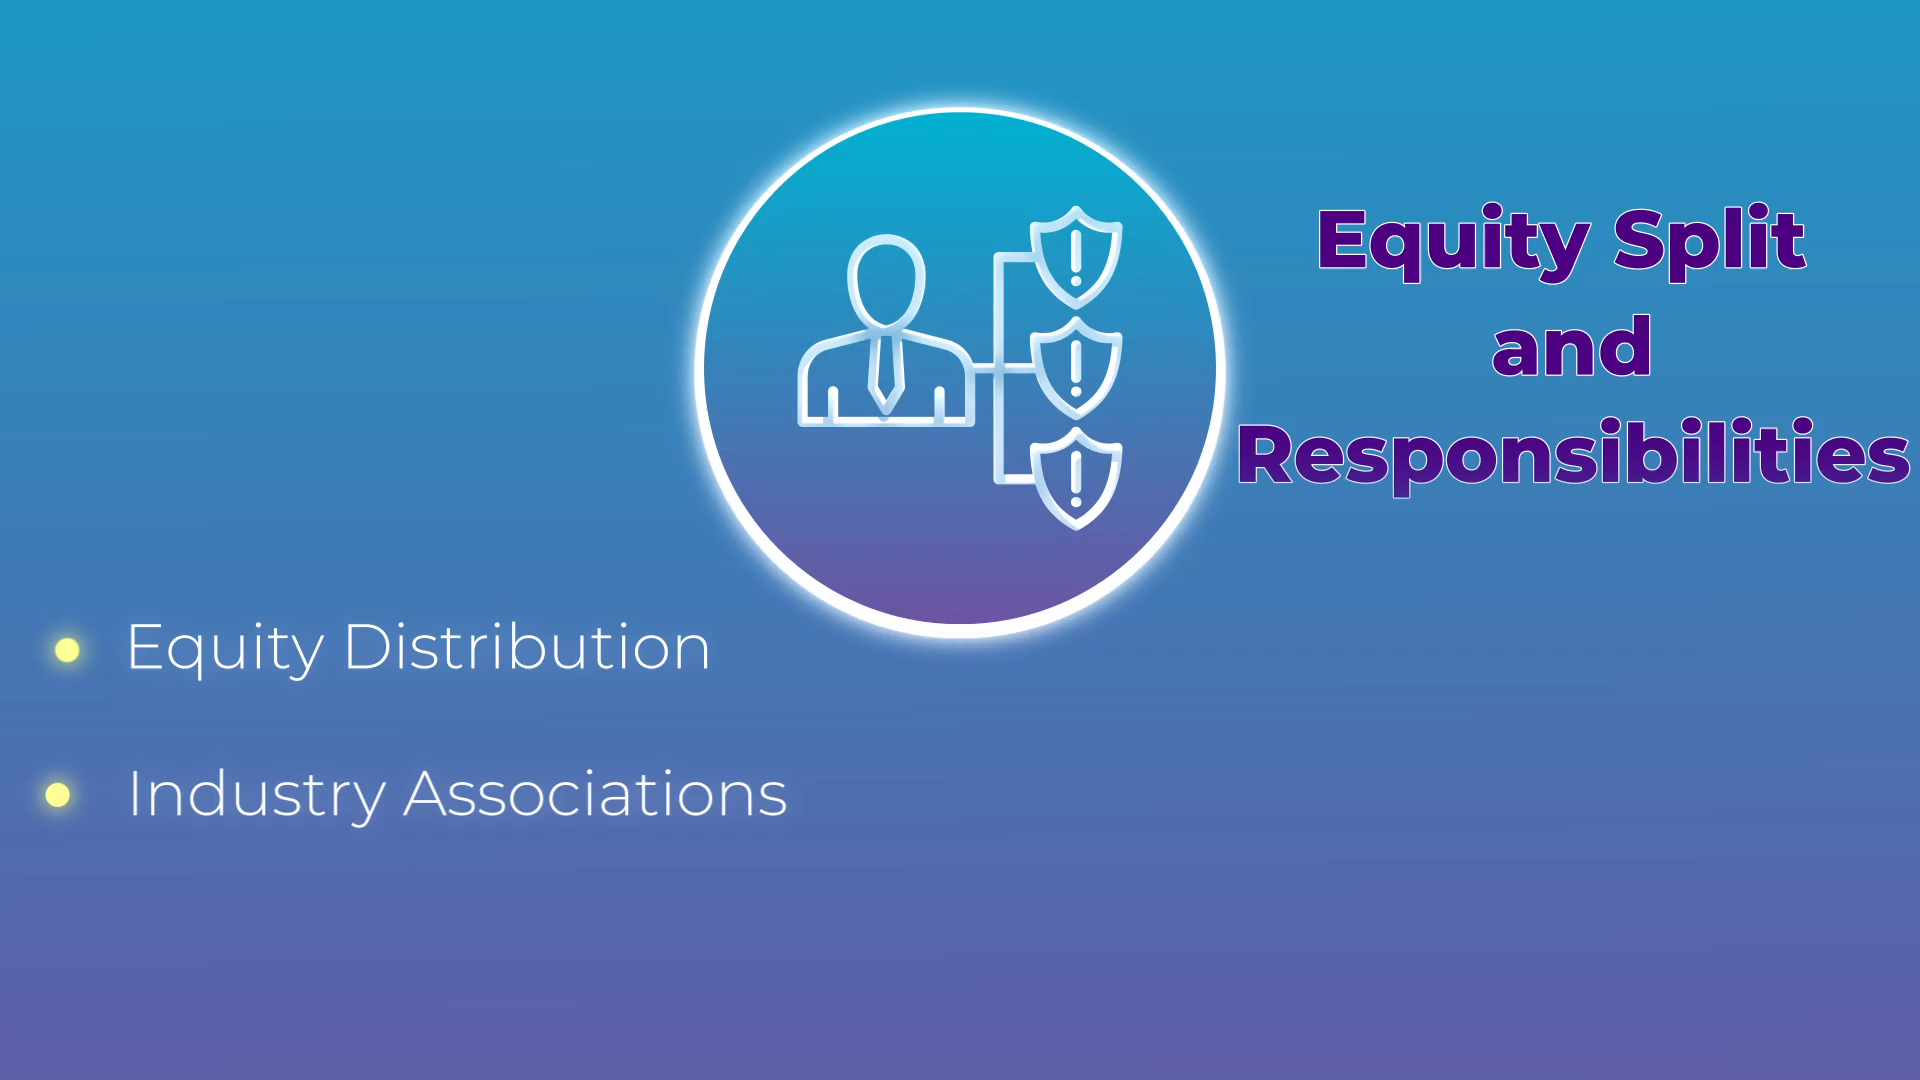 Equity Split
and
Responsibilities
Equity Distribution
Industry Associations